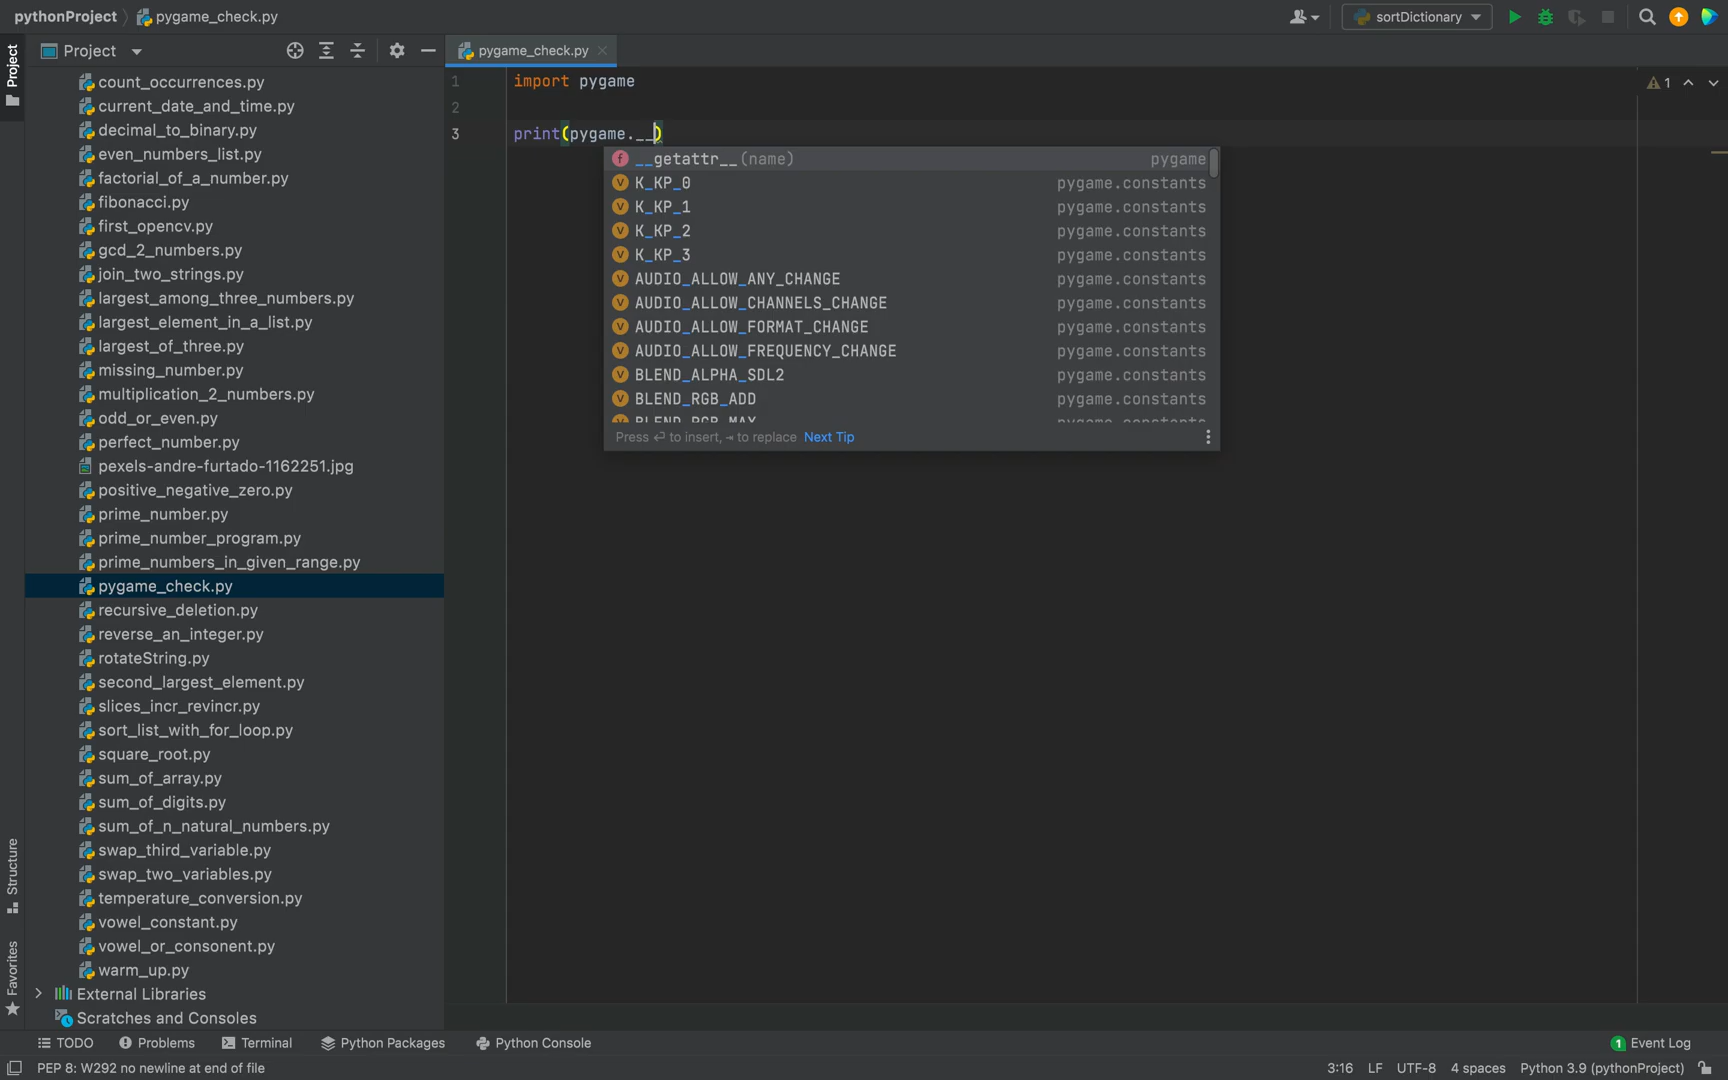 pythonProject
pygame_check.py
sortDictionary
Project
Project
pygame_check.py
count_occurrences.py
current_date_and_time.py
decimal_to_binary.py
even_numbers_list.py
factorial_of_a_number.py
fibonacci.py
first_opencv.py
gcd_2_numbers.py
join_two_strings.py
largest_among_three_numbers.py
largest_element_in_a_list.py
largest_of_three.py
missing_number.py
multiplication_2_numbers.py
odd_or_even.py
perfect_number.py
pexels-andre-furtado-1162251.jpg
positive_negative_zero.py
prime_number.py
prime_number_program.py
prime_numbers_in_given_range.py
pygame_check.py
recursive_deletion.py
reverse_an_integer.py
rotateString.py
second_largest_element.py
slices_incr_revincr.py
sort_list_with_for_loop.py
square_root.py
sum_of_array.py
sum_of_digits.py
sum_of_n_natural_numbers.py
swap_third_variable.py
swap_two_variables.py
temperature_conversion.py
vowel_constant.py
vowel_or_consonent.py
warm_up.py
External Libraries
Scratches and Consoles
Structure
Favorites
1 import pygame
2
3 print(pygame.__)
1
f __getattr__(name) pygame
V K_KP_0 pygame.constants
V K_KP_1 pygame.constants
V K_KP_2 pygame.constants
V K_KP_3 pygame.constants
V AUDIO_ALLOW_ANY_CHANGE pygame.constants
V AUDIO_ALLOW_CHANNELS_CHANGE pygame.constants
V AUDIO_ALLOW_FORMAT_CHANGE pygame.constants
V AUDIO_ALLOW_FREQUENCY_CHANGE pygame.constants
V BLEND_ALPHA_SDL2 pygame.constants
V BLEND_RGB_ADD pygame.constants
V BLEND_RGB_MAX pygame.constants
Press ↵ to insert, ⇥ to replace Next Tip
TODO Problems Terminal Python Packages Python Console 1 Event Log
PEP 8: W292 no newline at end of file 3:16 LF UTF-8 4 spaces Python 3.9 (pythonProject)